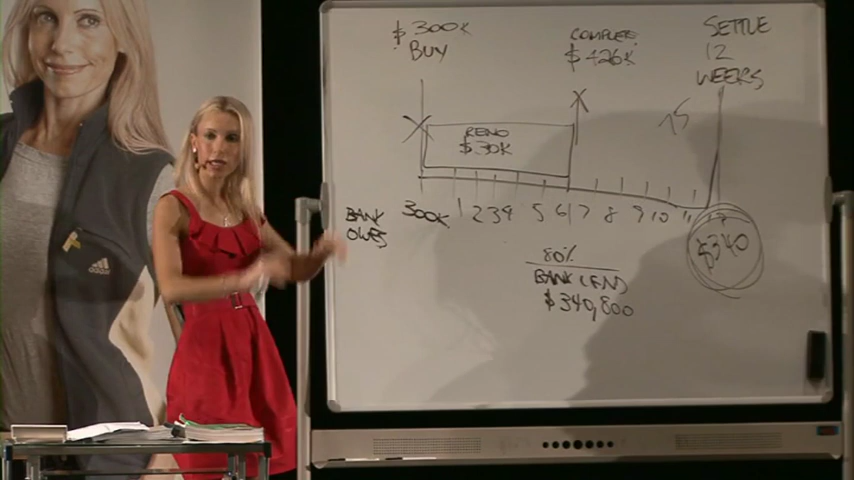 $300K
BUY
COMPLETE
$426K
SETTLE
12
WEEKS
RENO
$30K
15
BANK
OWES
300K 1 2 3 4 5 6 7 8 9 10 11
$340
80%
BANK LEND
$340,800
adidas